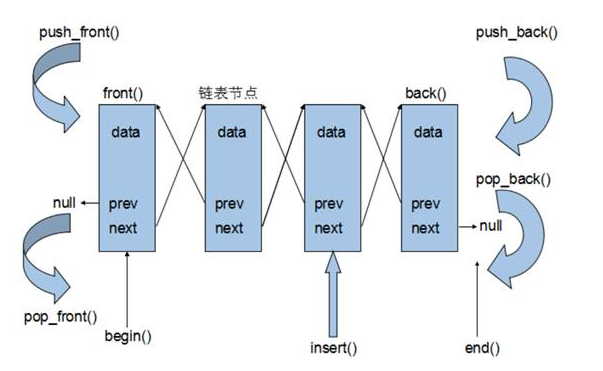 push_front()
push_back()
front()
链表节点
back()
data
data
data
data
pop_back()
null
prev
prev
prev
prev
next
next
next
next
null
pop_front()
begin()
insert()
end()